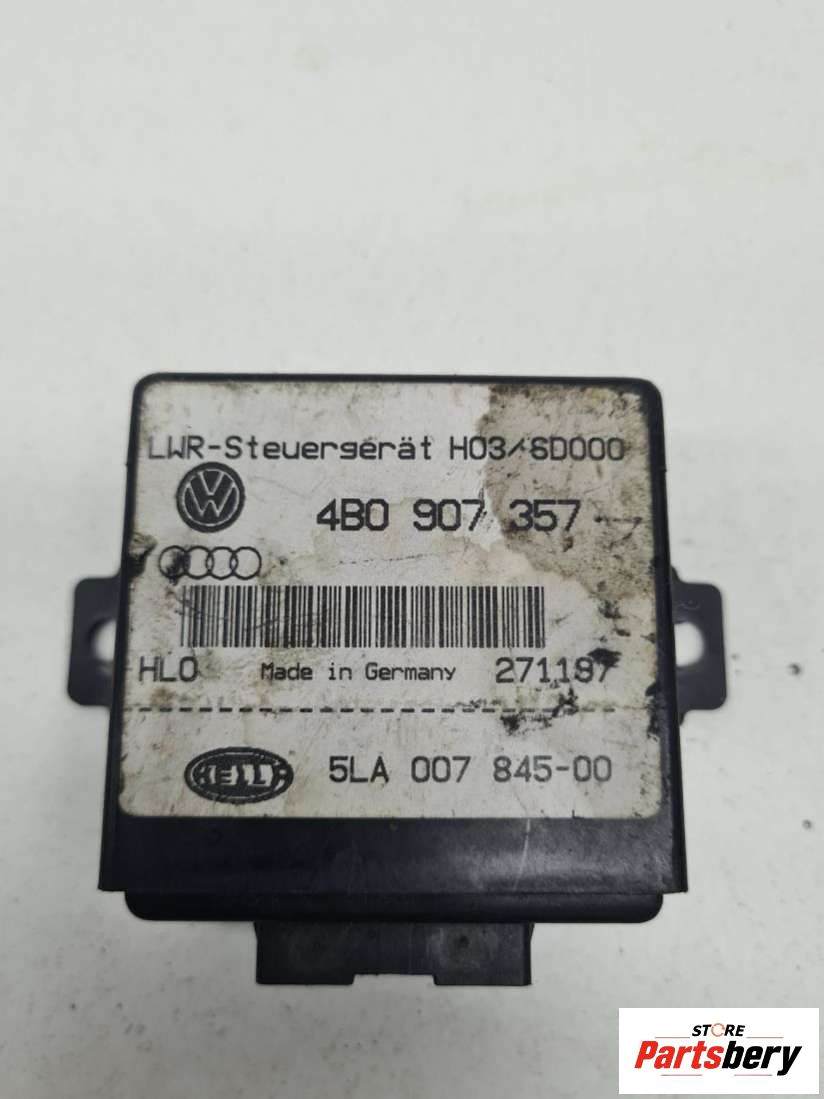 LWR-Steuergerät H03/SD000
4B0 907 357
HLO Made in Germany 271197
HELLA 5LA 007 845-00
STORE
Partsbery